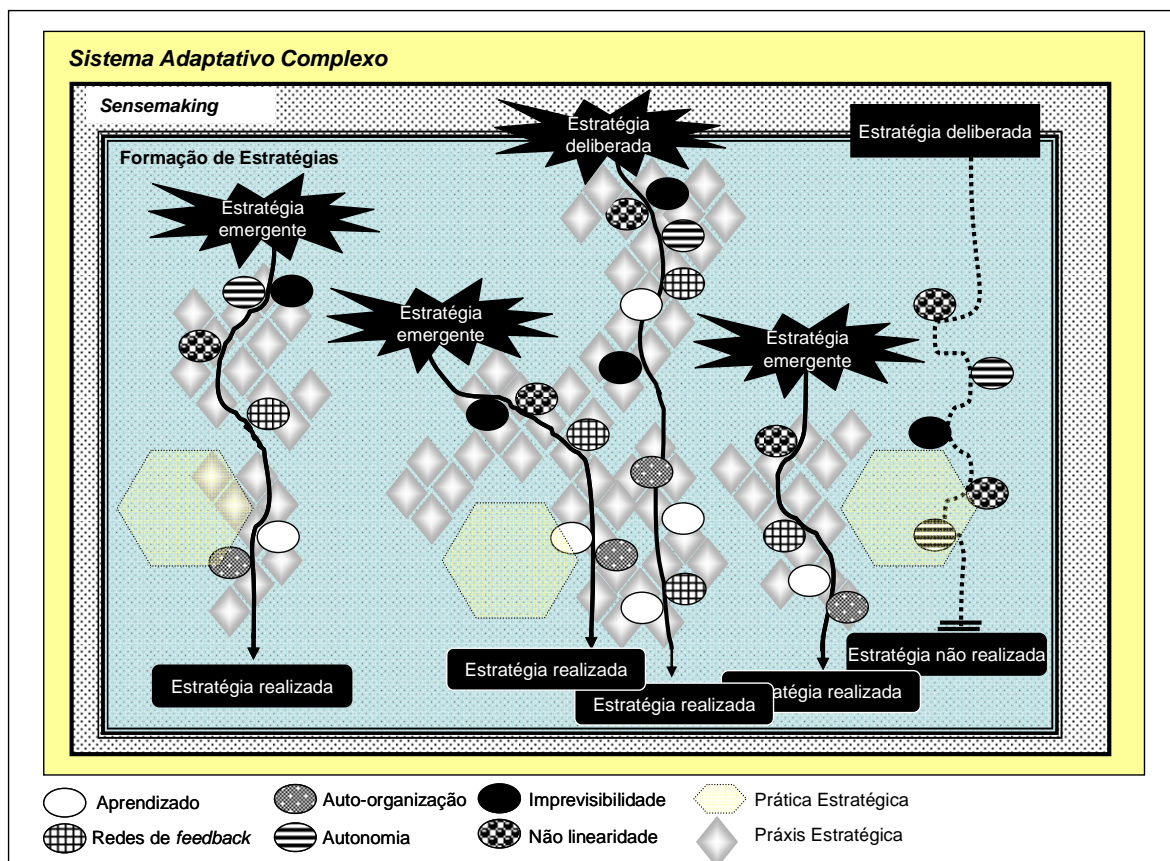 Sistema Adaptativo Complexo
Sensemaking
Formação de Estratégias
Estratégia
deliberada
Estratégia deliberada
Estratégia
emergente
Estratégia
emergente
Estratégia
emergente
Estratégia realizada
Estratégia realizada
Estratégia realizada
stratégia realizada
Estratégia não realizada
Aprendizado
Auto-organização
Imprevisibilidade
Prática Estratégica
Redes de feedback
Autonomia
Não linearidade
Práxis Estratégica